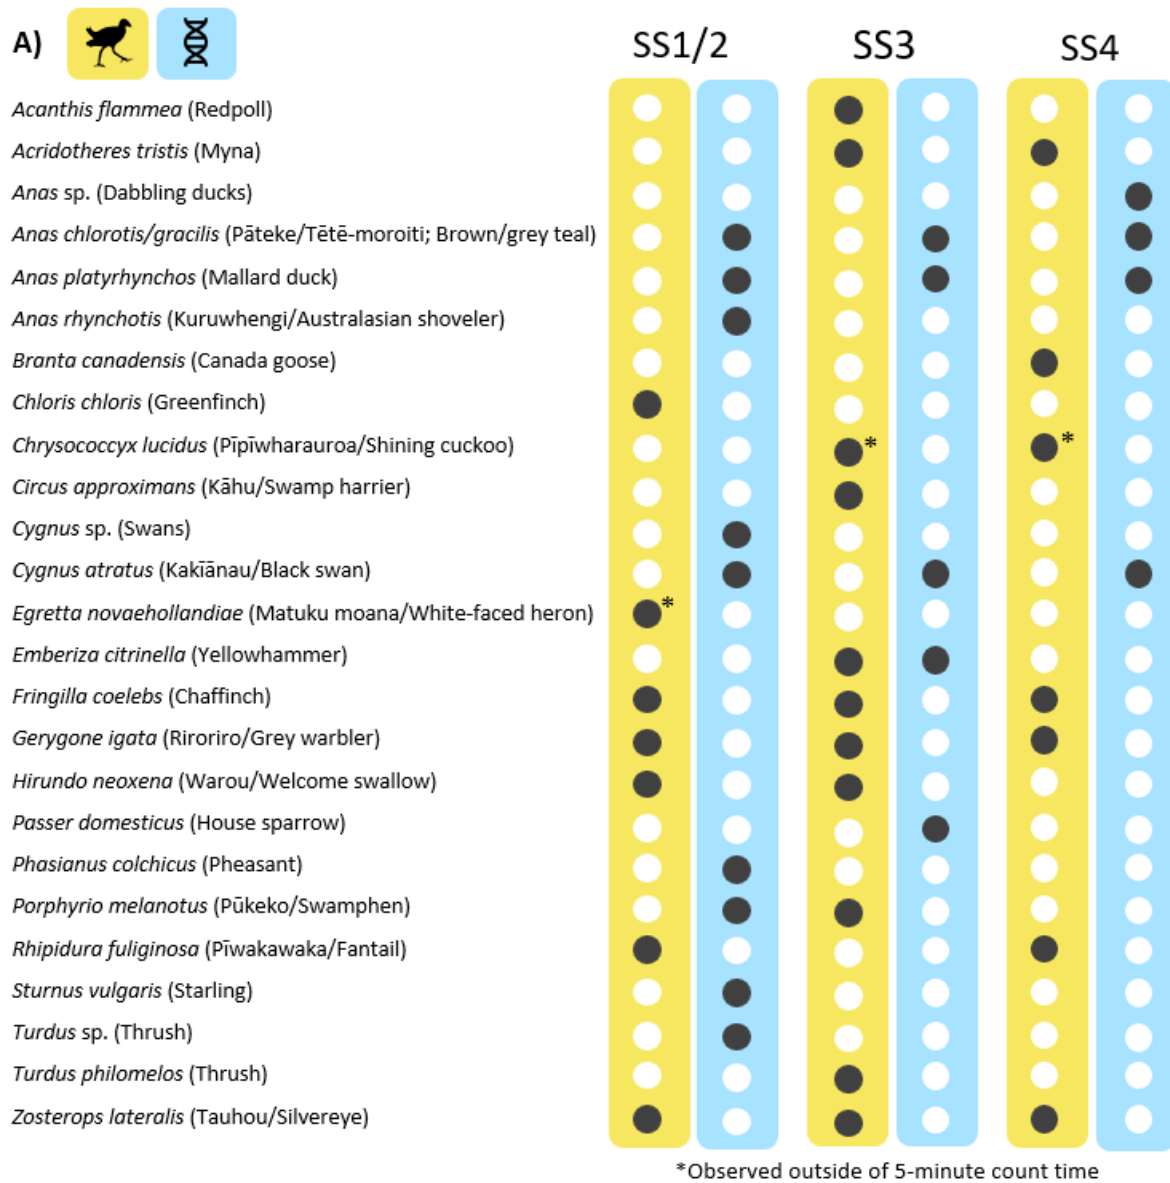 A)
SS1/2 SS3 SS4
Acanthis flammea (Redpoll)
Acridotheres tristis (Myna)
Anas sp. (Dabbling ducks)
Anas chlorotis/gracilis (Pāteke/Tētē-moroiti; Brown/grey teal)
Anas platyrhynchos (Mallard duck)
Anas rhynchotis (Kuruwhengi/Australasian shoveler)
Branta canadensis (Canada goose)
Chloris chloris (Greenfinch)
Chrysococcyx lucidus (Pīpīwharauroa/Shining cuckoo) * *
Circus approximans (Kāhu/Swamp harrier)
Cygnus sp. (Swans)
Cygnus atratus (Kakīānau/Black swan)
Egretta novaehollandiae (Matuku moana/White-faced heron) *
Emberiza citrinella (Yellowhammer)
Fringilla coelebs (Chaffinch)
Gerygone igata (Riroriro/Grey warbler)
Hirundo neoxena (Warou/Welcome swallow)
Passer domesticus (House sparrow)
Phasianus colchicus (Pheasant)
Porphyrio melanotus (Pūkeko/Swamphen)
Rhipidura fuliginosa (Pīwakawaka/Fantail)
Sturnus vulgaris (Starling)
Turdus sp. (Thrush)
Turdus philomelos (Thrush)
Zosterops lateralis (Tauhou/Silvereye)
*Observed outside of 5-minute count time